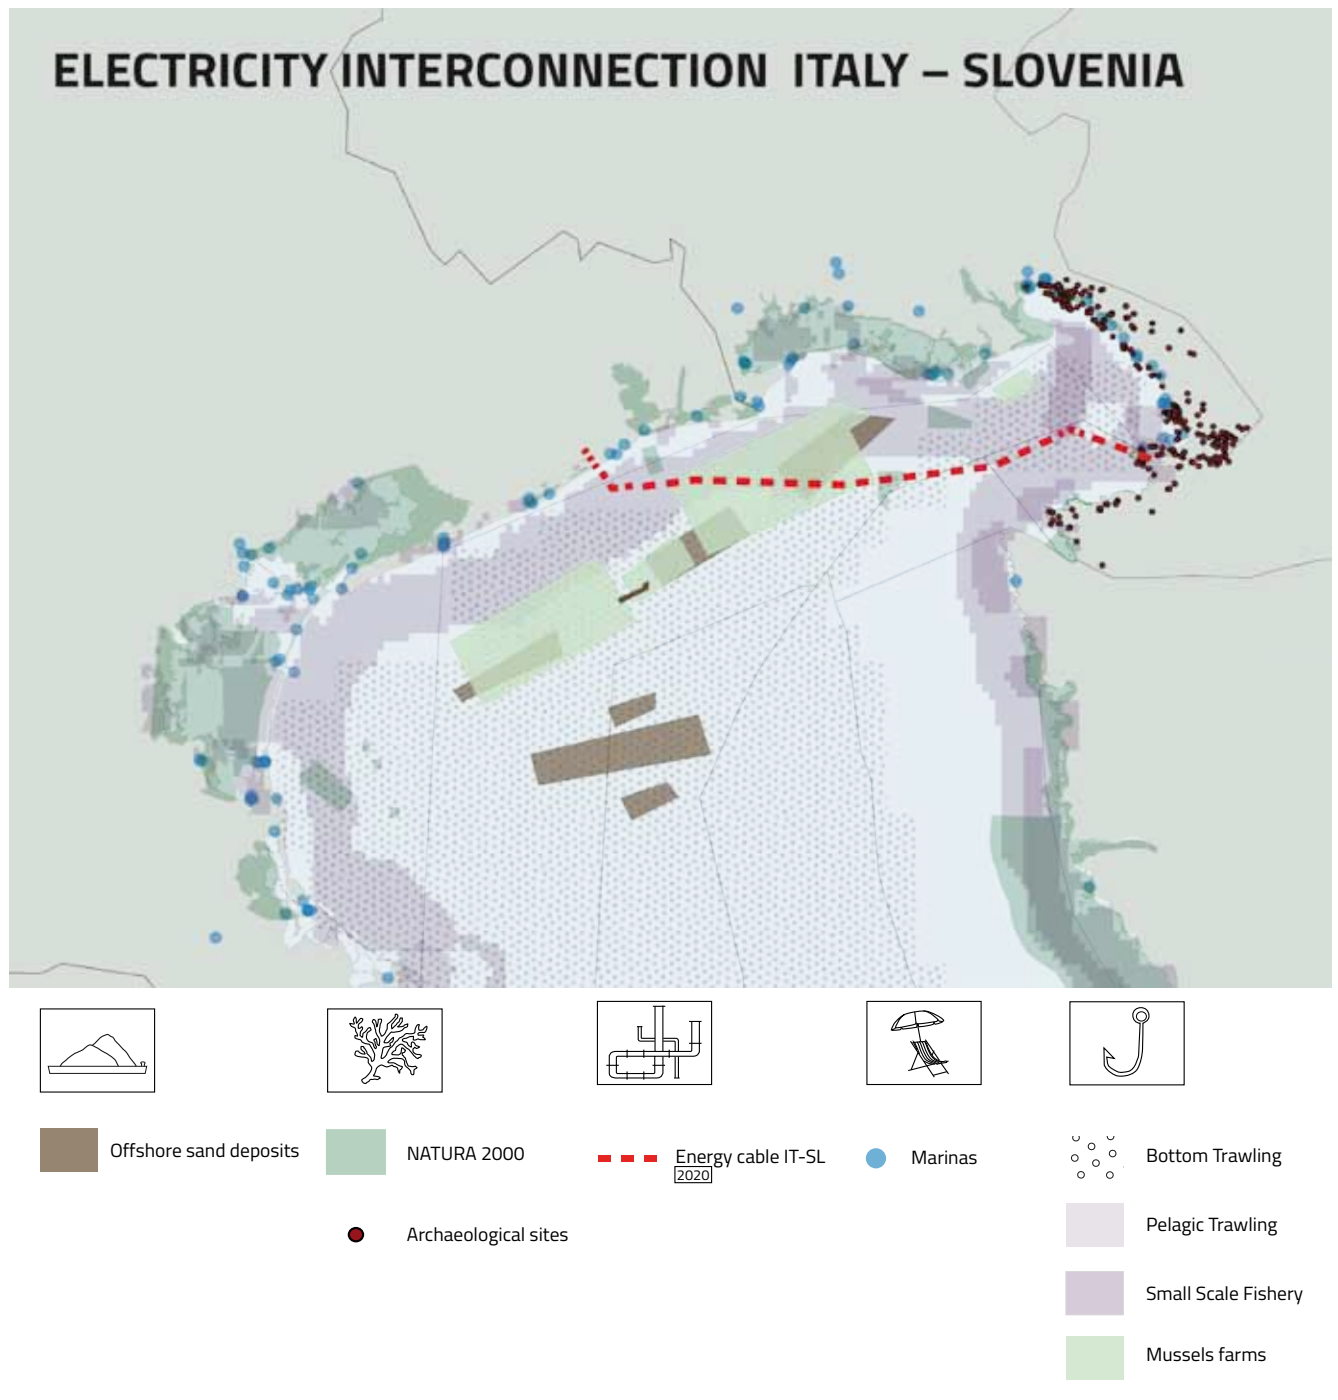 ELECTRICITY INTERCONNECTION ITALY – SLOVENIA
Offshore sand deposits
NATURA 2000
Energy cable IT-SL
2020
Marinas
Bottom Trawling
Archaeological sites
Pelagic Trawling
Small Scale Fishery
Mussels farms